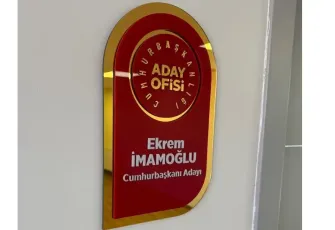 CUMHURBAŞKANLIĞI
ADAY
OFİSİ
Ekrem
İMAMOĞLU
Cumhurbaşkanı Adayı